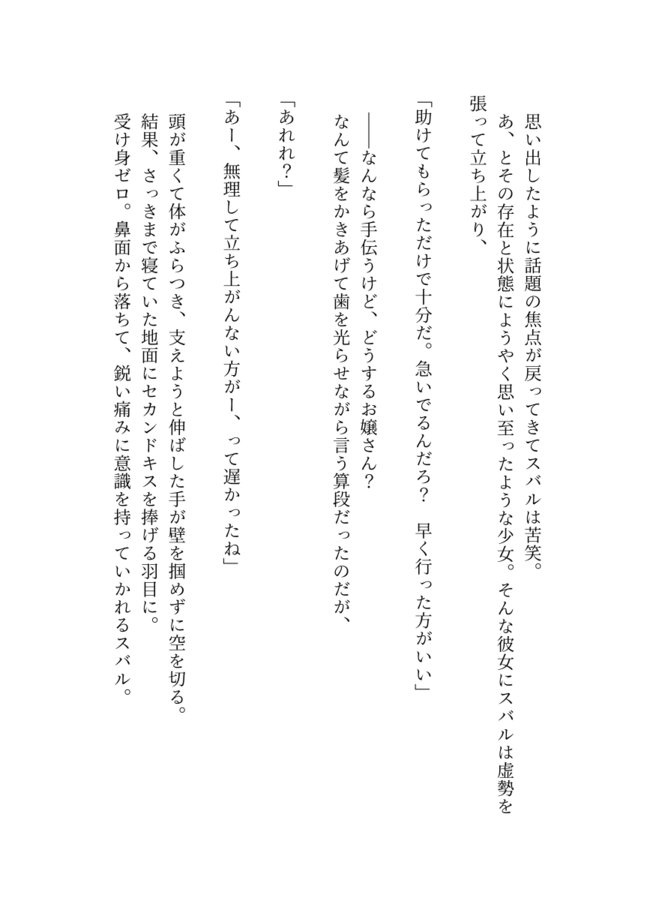 思い出したように話題の焦点が戻ってきてスバルは苦笑。
あ、とその存在と状態にようやく思い至ったような少女。そんな彼女にスバルは虚勢を
張って立ち上がり、
「助けてもらっただけで十分だ。急いでるんだろ？　早く行った方がいい」
――なんなら手伝うけど、どうするお嬢さん？
なんて髪をかきあげて歯を光らせながら言う算段だったのだが、
「あれれ？」
「あー、無理して立ち上がんない方がー、って遅かったね」
頭が重くて体がふらつき、支えようと伸ばした手が壁を掴めずに空を切る。
結果、さっきまで寝ていた地面にセカンドキスを捧げる羽目に。
受け身ゼロ。鼻面から落ちて、鋭い痛みに意識を持っていかれるスバル。